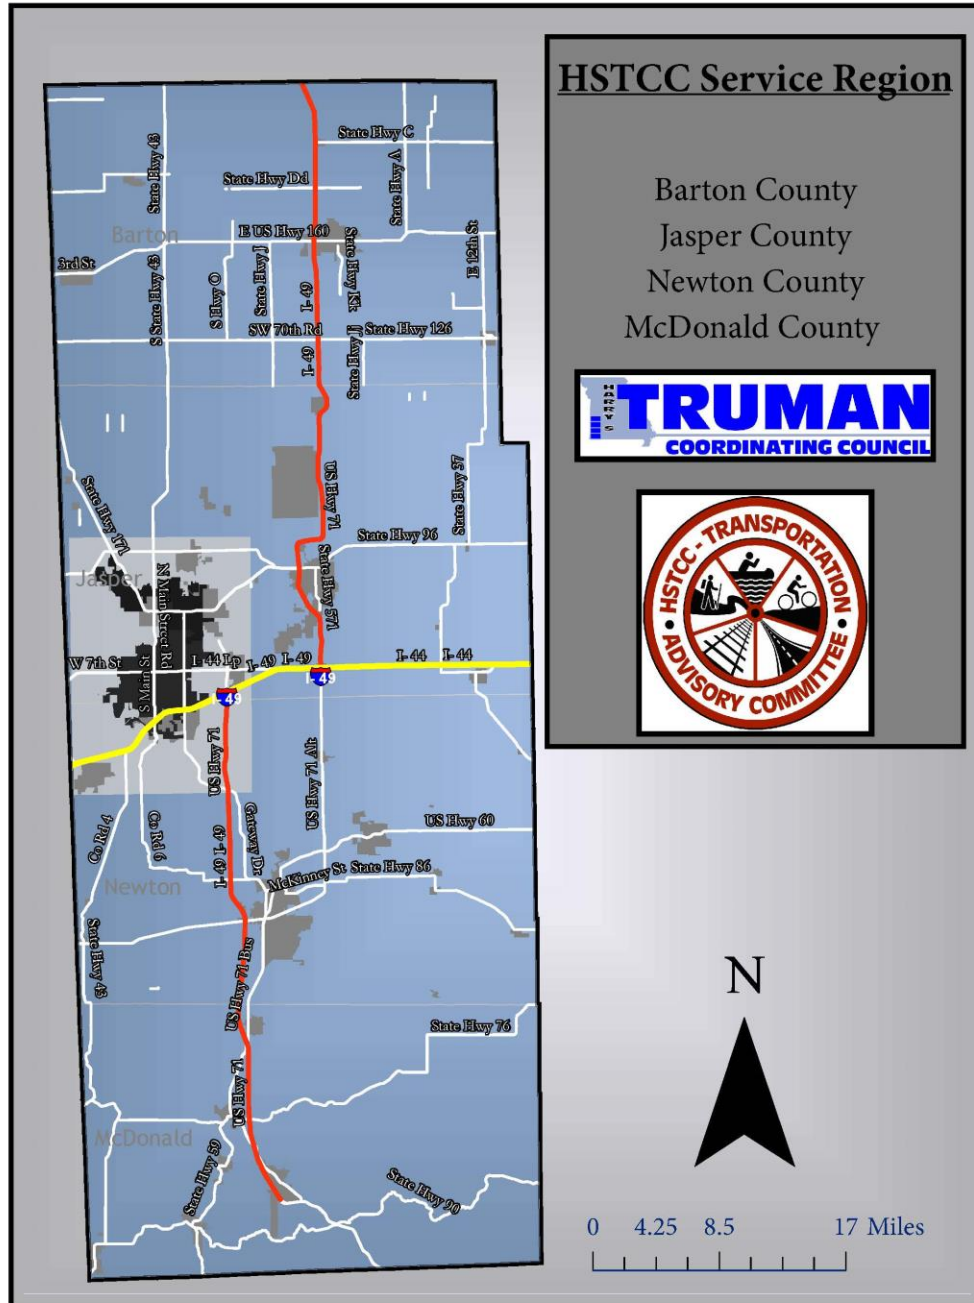 HSTCC Service Region
Barton County
Jasper County
Newton County
McDonald County
HARRY S
TRUMAN
COORDINATING COUNCIL
HSTCC - TRANSPORTATION
• ADVISORY COMMITTEE •
State Hwy 43
State Hwy C
State Hwy V
State Hwy Dd
Barton
E US Hwy 160
State Hwy Kk
E 12th St
3rd St
S State Hwy 43
S Hwy O
State Hwy J
I- 49
SW 70th Rd
State Hwy 126
I- 49
State Hwy Jj
State Hwy 37
US Hwy 71
State Hwy 171
State Hwy 96
Jasper
N Main Street Rd
State Hwy 571
W 7th St
S Main St
I- 44 Lp
I- 49
I- 49
I- 44
I- 44
I- 49
I- 49
US Hwy 71
US Hwy 71 Alt
Co Rd 4
Co Rd 6
I- 49 I- 49
Gateway Dr
US Hwy 60
Newton
McKinney St
State Hwy 86
State Hwy 43
US Hwy 71 Bus
State Hwy 76
US Hwy 71
McDonald
State Hwy 59
State Hwy 90
N
0 4.25 8.5 17 Miles